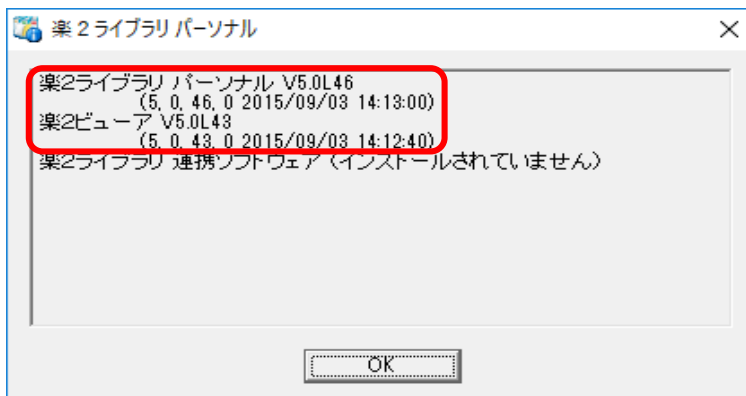 楽2ライブラリ パーソナル
楽2ライブラリ パーソナル V5.0L46
(5, 0, 46, 0 2015/09/03 14:13:00)
楽2ビューア V5.0L43
(5, 0, 43, 0 2015/09/03 14:12:40)
楽2ライブラリ 連携ソフトウェア(インストールされていません)
OK